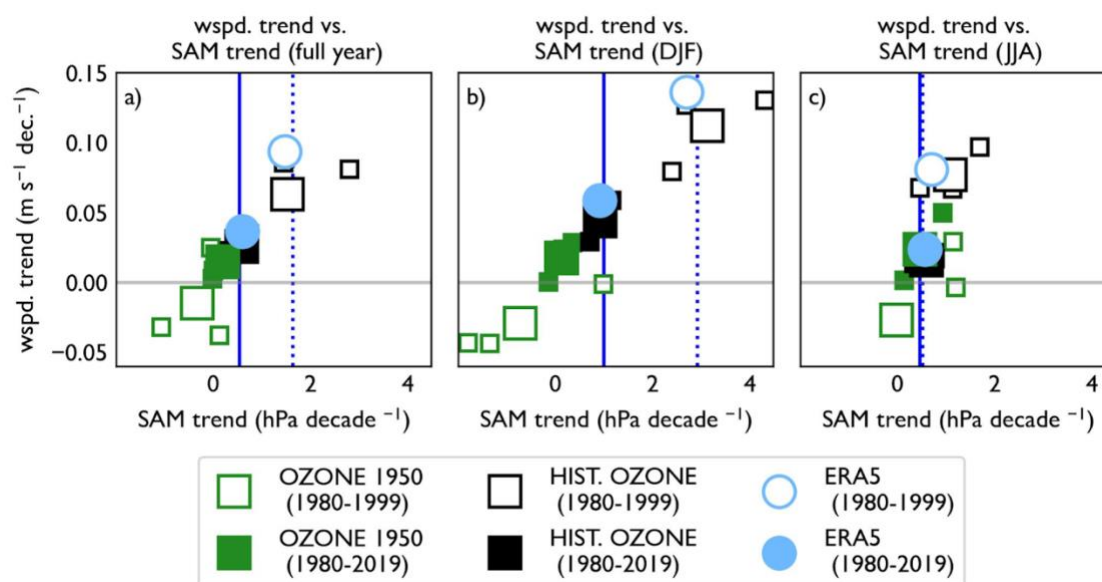 wspd. trend vs.
SAM trend (full year)
wspd. trend vs.
SAM trend (DJF)
wspd. trend vs.
SAM trend (JJA)
wspd. trend (m s⁻¹ dec.⁻¹)
0.15
0.10
0.05
0.00
−0.05
a)
b)
c)
0 2 4
0 2 4
0 2 4
SAM trend (hPa decade ⁻¹)
SAM trend (hPa decade ⁻¹)
SAM trend (hPa decade ⁻¹)
OZONE 1950
(1980-1999)
HIST. OZONE
(1980-1999)
ERA5
(1980-1999)
OZONE 1950
(1980-2019)
HIST. OZONE
(1980-2019)
ERA5
(1980-2019)